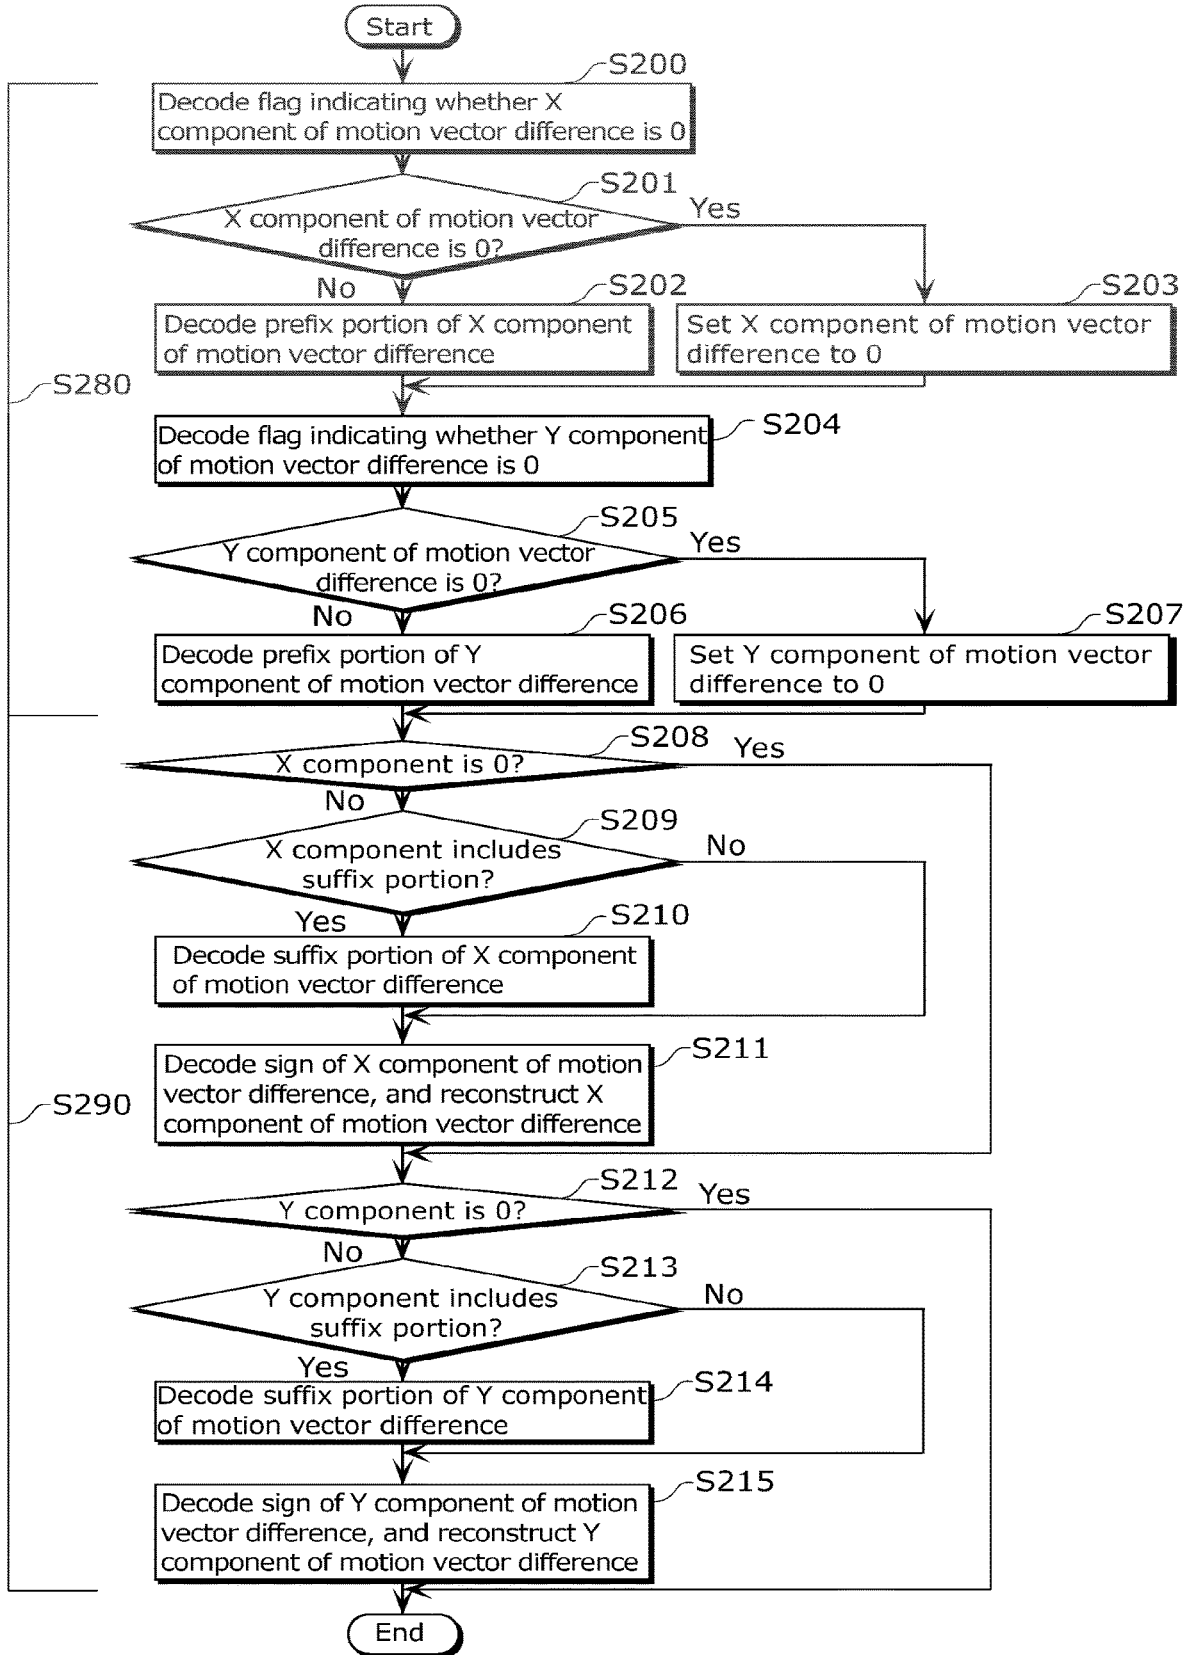 Start
S200
Decode flag indicating whether X
component of motion vector difference is 0
S201
X component of motion vector
difference is 0?
Yes
No
S202
Decode prefix portion of X component
of motion vector difference
S203
Set X component of motion vector
difference to 0
S280
S204
Decode flag indicating whether Y component
of motion vector difference is 0
S205
Y component of motion vector
difference is 0?
Yes
No
S206
Decode prefix portion of Y
component of motion vector difference
S207
Set Y component of motion vector
difference to 0
S208
X component is 0?
Yes
No
S209
X component includes
suffix portion?
No
Yes
S210
Decode suffix portion of X component
of motion vector difference
S211
Decode sign of X component of motion
vector difference, and reconstruct X
component of motion vector difference
S290
S212
Y component is 0?
Yes
No
S213
Y component includes
suffix portion?
No
Yes
S214
Decode suffix portion of Y component
of motion vector difference
S215
Decode sign of Y component of motion
vector difference, and reconstruct Y
component of motion vector difference
End